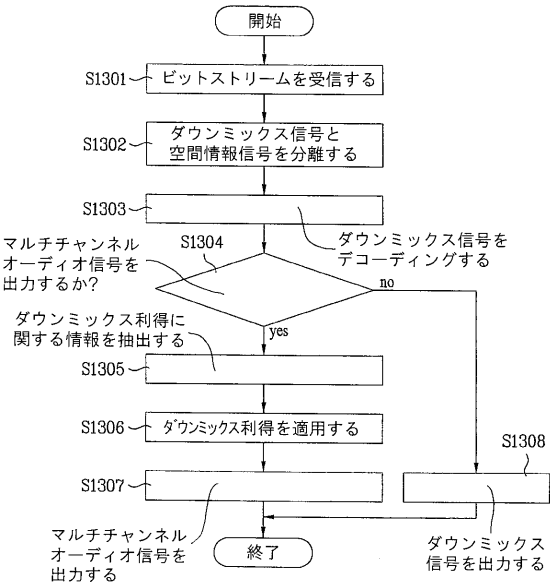 開始
S1301
ビットストリームを受信する
S1302
ダウンミックス信号と
空間情報信号を分離する
S1303
ダウンミックス信号を
デコーディングする
S1304
マルチチャンネル
オーディオ信号を
出力するか?
no
yes
ダウンミックス利得に
関する情報を抽出する
S1305
S1306
ダウンミックス利得を適用する
S1307
マルチチャンネル
オーディオ信号を
出力する
S1308
ダウンミックス
信号を出力する
終了